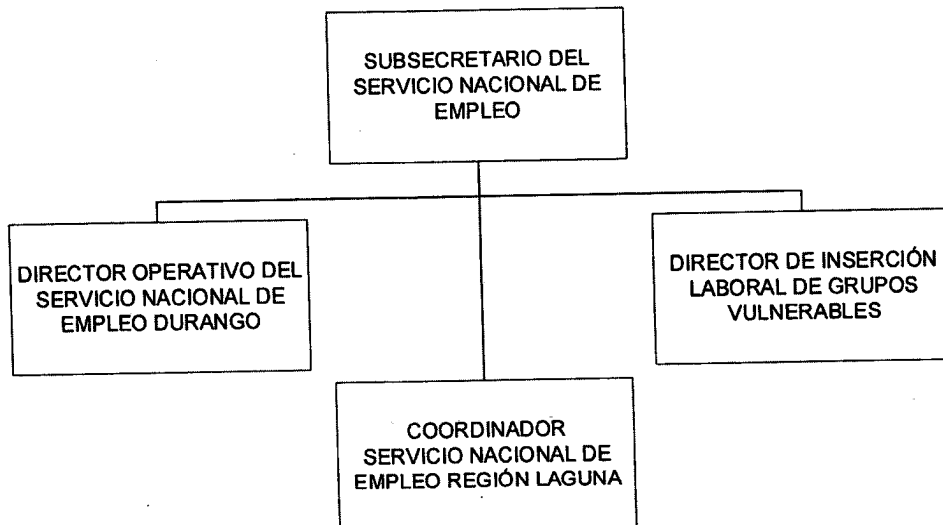 SUBSECRETARIO DEL
SERVICIO NACIONAL DE
EMPLEO
DIRECTOR OPERATIVO DEL
SERVICIO NACIONAL DE
EMPLEO DURANGO
DIRECTOR DE INSERCIÓN
LABORAL DE GRUPOS
VULNERABLES
COORDINADOR
SERVICIO NACIONAL DE
EMPLEO REGIÓN LAGUNA